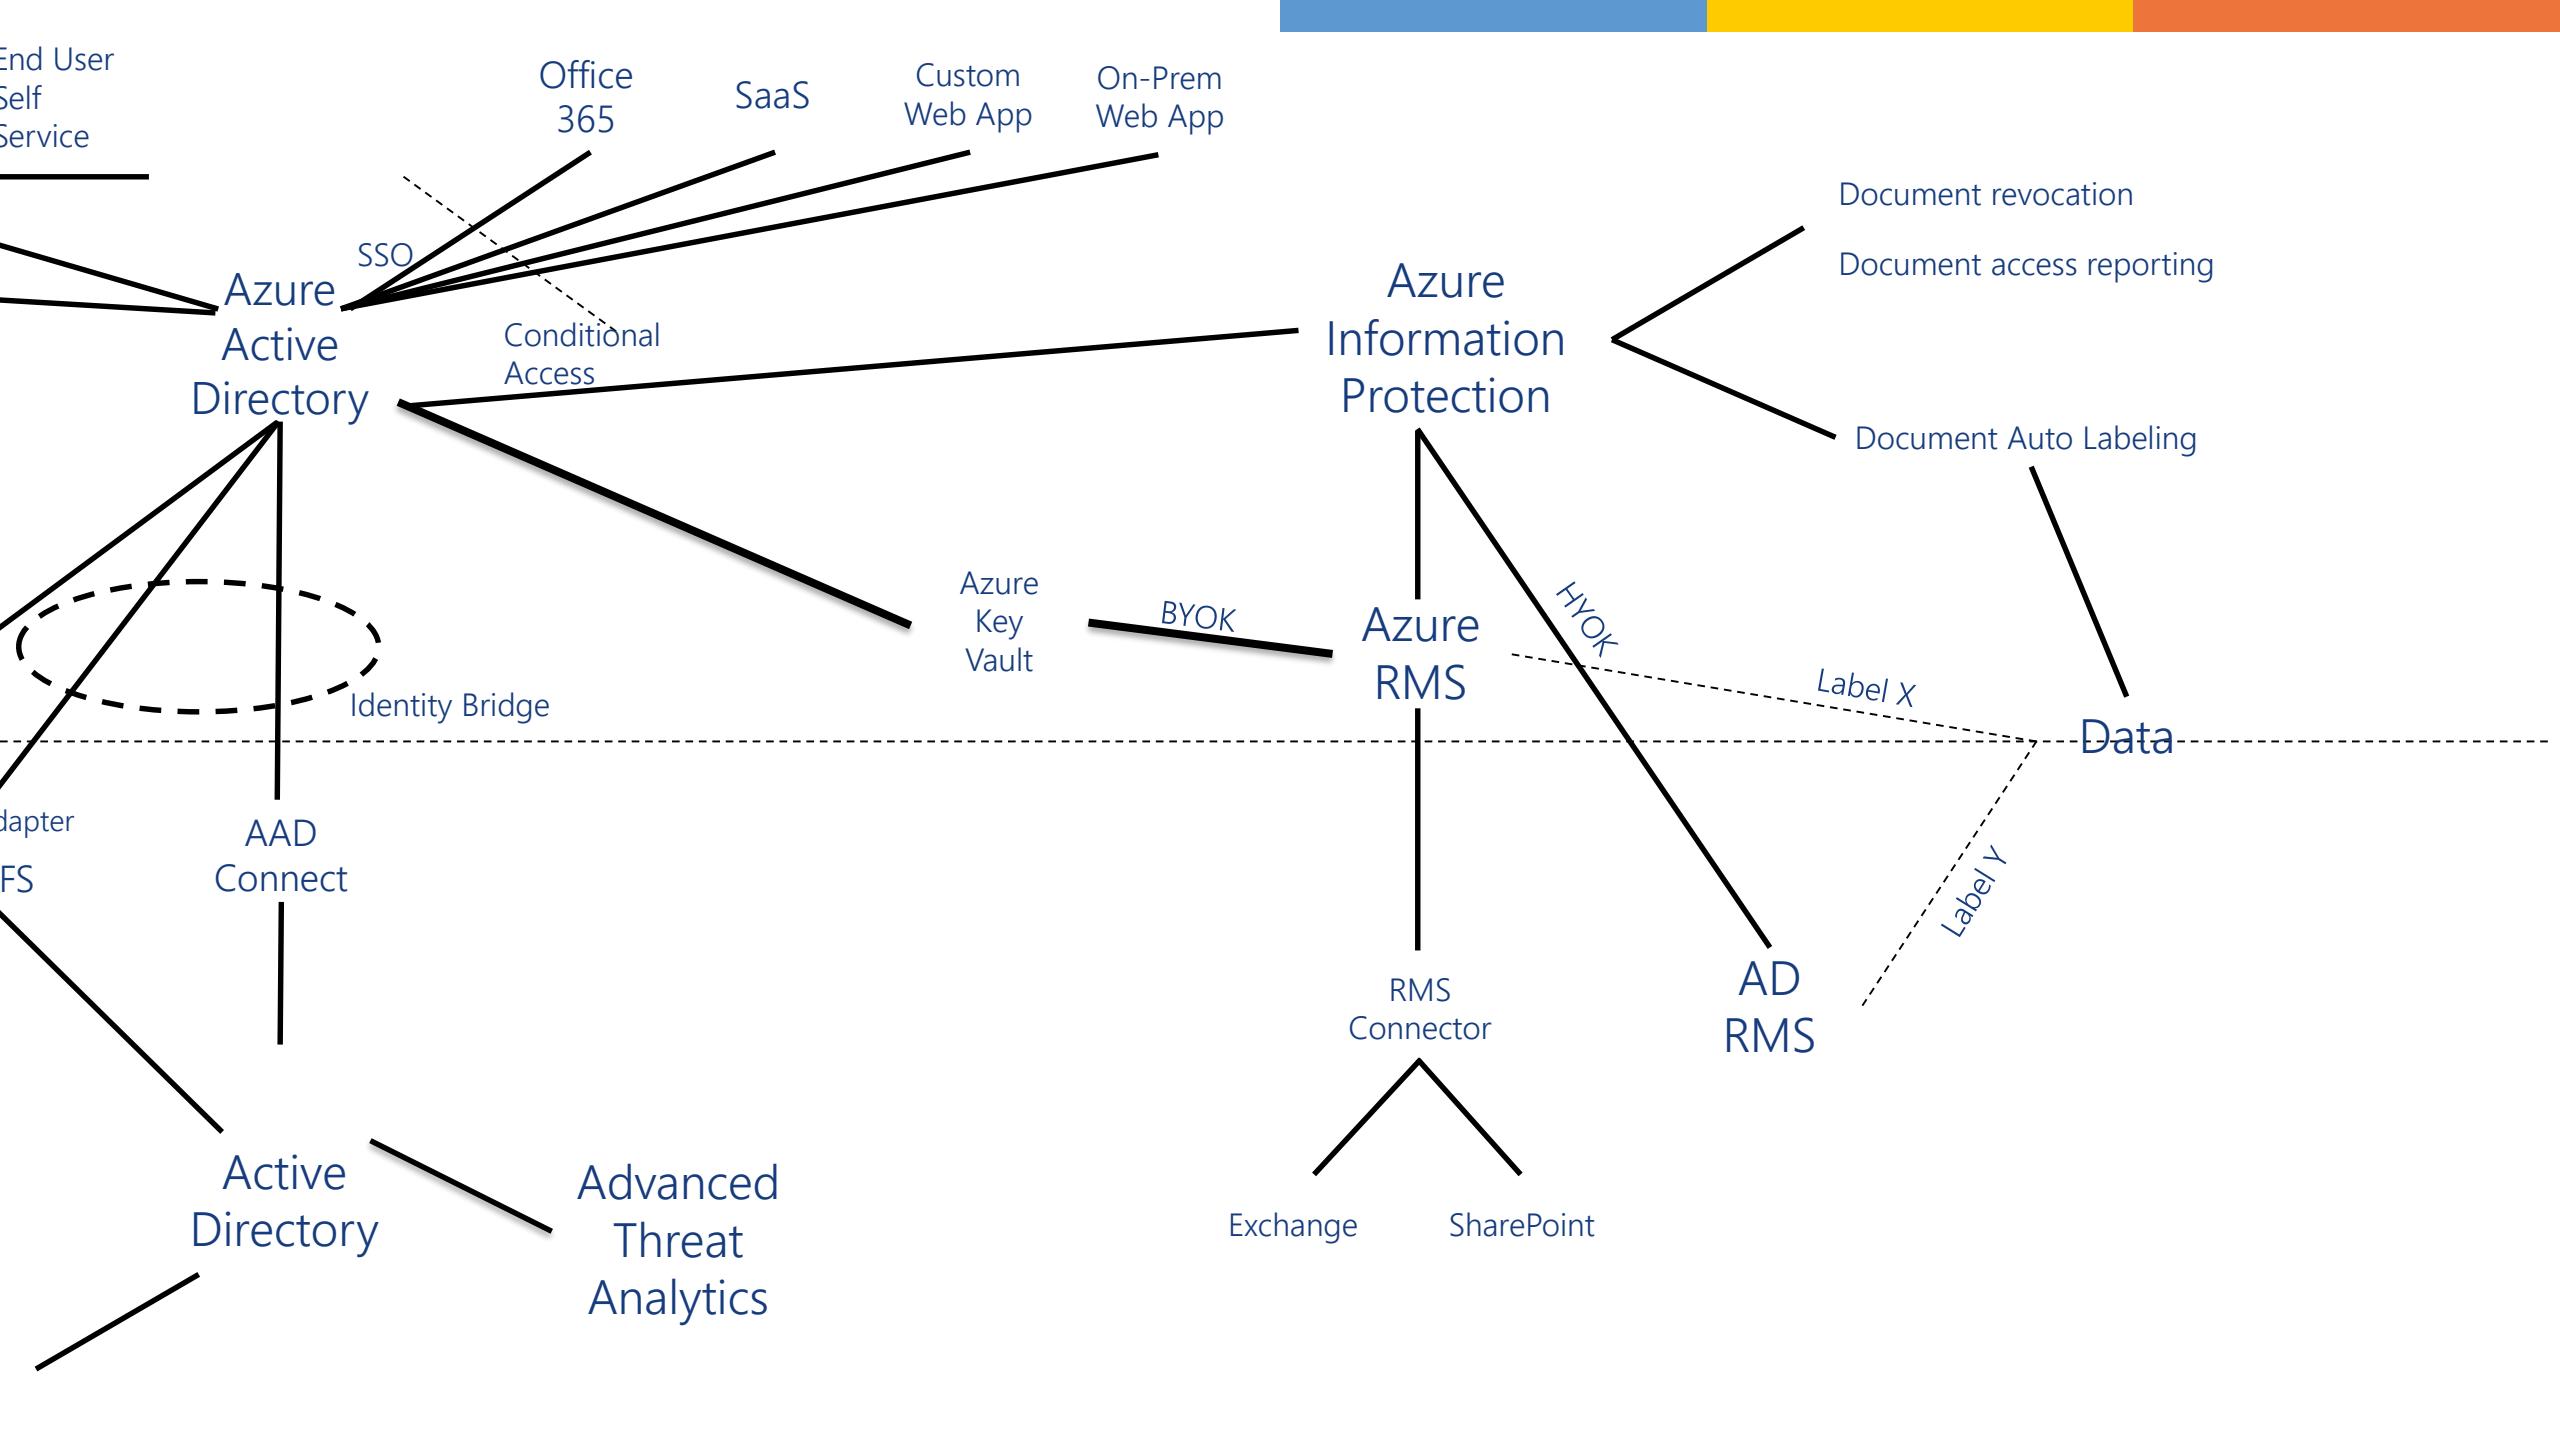 End User
Self
Service
Office
365
SaaS
Custom
Web App
On-Prem
Web App
SSO
Azure
Active
Directory
Conditional
Access
Azure
Information
Protection
Document revocation
Document access reporting
Document Auto Labeling
Azure
Key
Vault
BYOK
Azure
RMS
HYOK
Label X
Data
Identity Bridge
dapter
FS
AAD
Connect
Label Y
RMS
Connector
AD
RMS
Active
Directory
Advanced
Threat
Analytics
Exchange
SharePoint